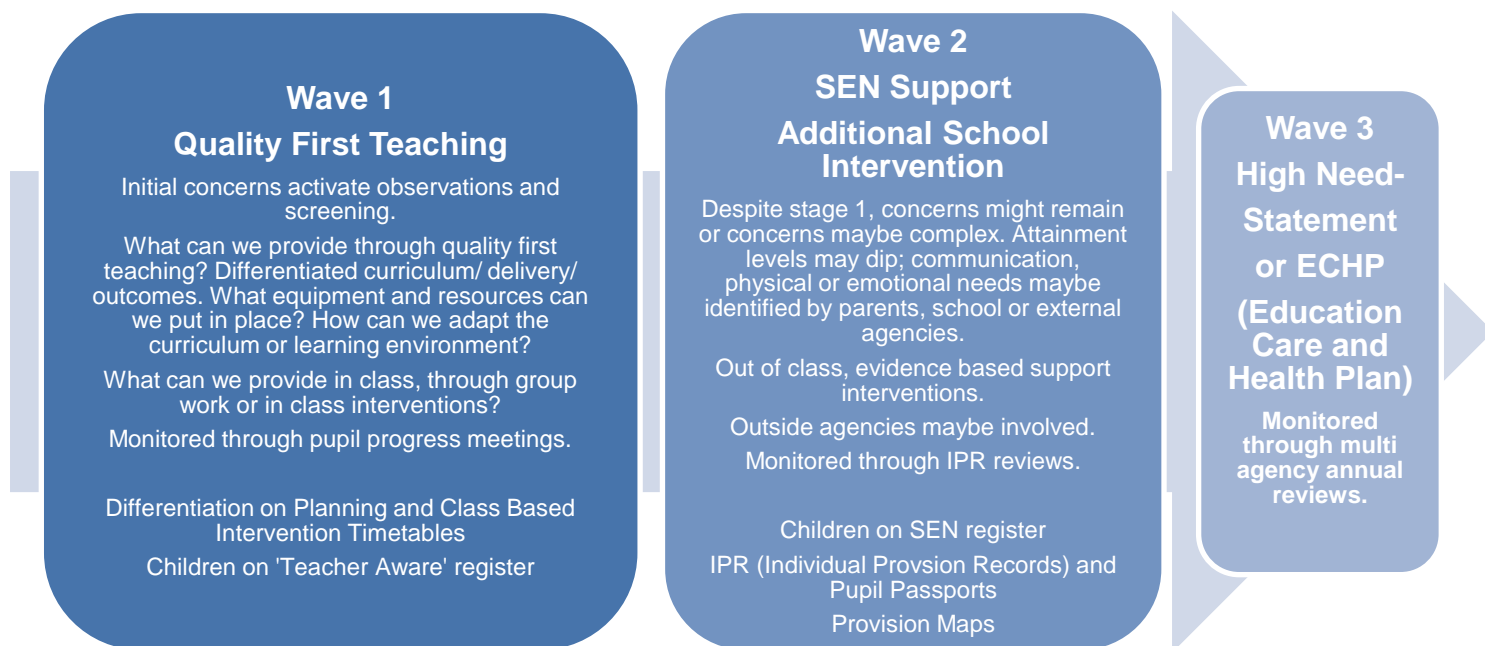 Wave 1
Quality First Teaching
Initial concerns activate observations and
screening.
What can we provide through quality first
teaching? Differentiated curriculum/ delivery/
outcomes. What equipment and resources can
we put in place? How can we adapt the
curriculum or learning environment?
What can we provide in class, through group
work or in class interventions?
Monitored through pupil progress meetings.
Differentiation on Planning and Class Based
Intervention Timetables
Children on 'Teacher Aware' register
Wave 2
SEN Support
Additional School
Intervention
Despite stage 1, concerns might remain
or concerns maybe complex. Attainment
levels may dip; communication,
physical or emotional needs maybe
identified by parents, school or external
agencies.
Out of class, evidence based support
interventions.
Outside agencies maybe involved.
Monitored through IPR reviews.
Children on SEN register
IPR (Individual Provsion Records) and
Pupil Passports
Provision Maps
Wave 3
High Need-
Statement
or ECHP
(Education
Care and
Health Plan)
Monitored
through multi
agency annual
reviews.